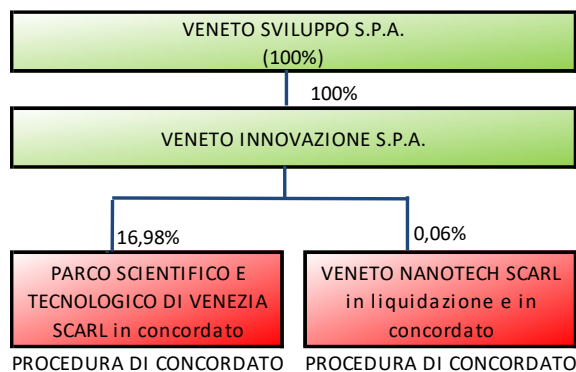 VENETO SVILUPPO S.P.A.
(100%)
100%
VENETO INNOVAZIONE S.P.A.
16,98%
0,06%
PARCO SCIENTIFICO E
TECNOLOGICO DI VENEZIA
SCARL in concordato
VENETO NANOTECH SCARL
in liquidazione e in
concordato
PROCEDURA DI CONCORDATO
PROCEDURA DI CONCORDATO